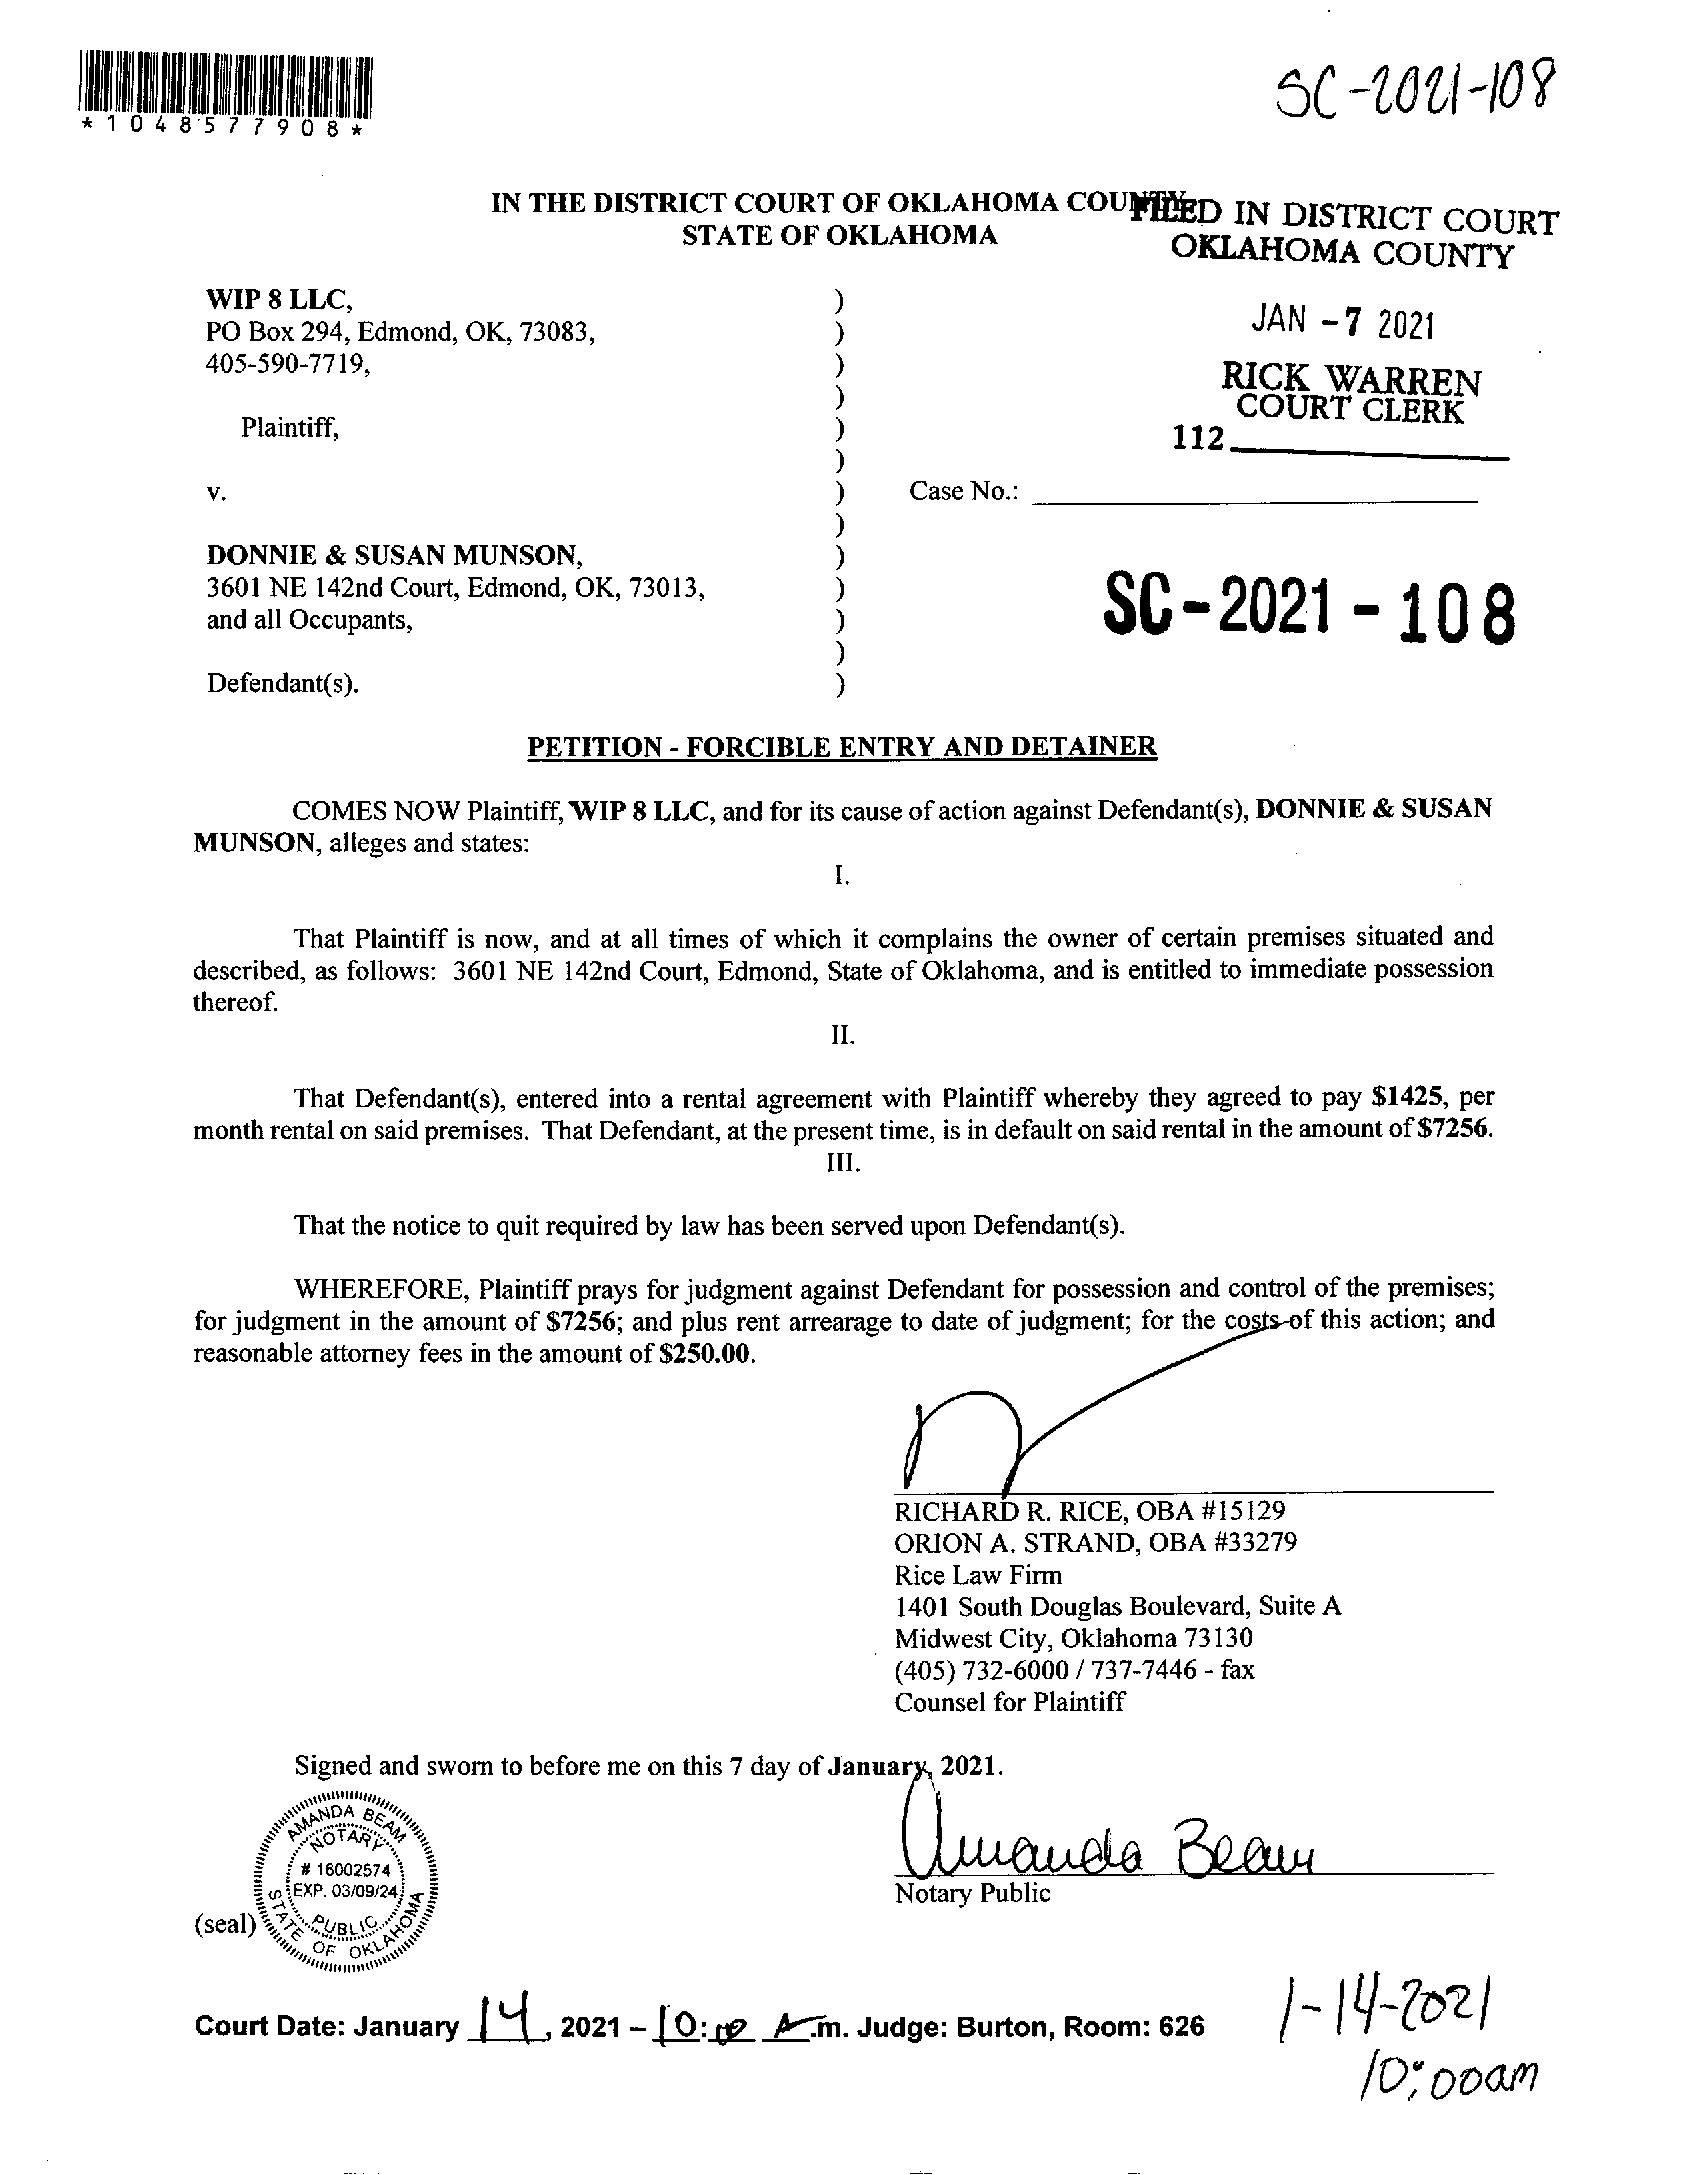 *1048577908*
SC-2021-108
IN THE DISTRICT COURT OF OKLAHOMA COUNTY
STATE OF OKLAHOMA
FILED IN DISTRICT COURT
OKLAHOMA COUNTY
JAN -7 2021
RICK WARREN
COURT CLERK
112
WIP 8 LLC, )
PO Box 294, Edmond, OK, 73083, )
405-590-7719, )
)
Plaintiff, )
)
v. ) Case No.:
)
DONNIE & SUSAN MUNSON, )
3601 NE 142nd Court, Edmond, OK, 73013, )
and all Occupants, )
)
Defendant(s). )
SC-2021-108
PETITION - FORCIBLE ENTRY AND DETAINER
COMES NOW Plaintiff, WIP 8 LLC, and for its cause of action against Defendant(s), DONNIE & SUSAN
MUNSON, alleges and states:
I.
That Plaintiff is now, and at all times of which it complains the owner of certain premises situated and
described, as follows: 3601 NE 142nd Court, Edmond, State of Oklahoma, and is entitled to immediate possession
thereof.
II.
That Defendant(s), entered into a rental agreement with Plaintiff whereby they agreed to pay $1425, per
month rental on said premises. That Defendant, at the present time, is in default on said rental in the amount of $7256.
III.
That the notice to quit required by law has been served upon Defendant(s).
WHEREFORE, Plaintiff prays for judgment against Defendant for possession and control of the premises;
for judgment in the amount of $7256; and plus rent arrearage to date of judgment; for the costs of this action; and
reasonable attorney fees in the amount of $250.00.
RICHARD R. RICE, OBA #15129
ORION A. STRAND, OBA #33279
Rice Law Firm
1401 South Douglas Boulevard, Suite A
Midwest City, Oklahoma 73130
(405) 732-6000 / 737-7446 - fax
Counsel for Plaintiff
Signed and sworn to before me on this 7 day of January, 2021.
Amanda Beam
Notary Public
(seal)
AMANDA BEAM
NOTARY
# 16002574
EXP. 03/09/24
PUBLIC
STATE OF OKLAHOMA
Court Date: January 14, 2021 – 10:00 A.m. Judge: Burton, Room: 626
1-14-2021
10:00am